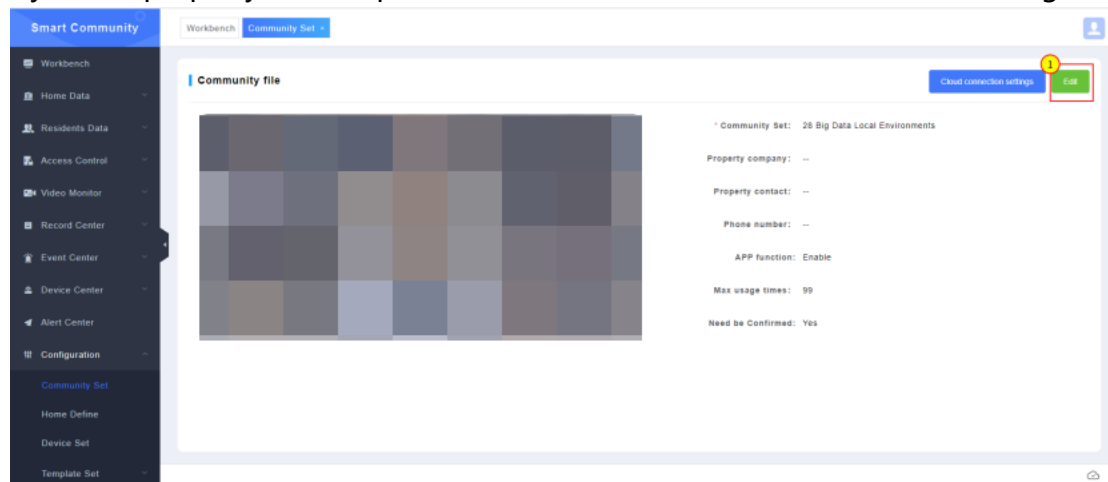 Smart Community
Workbench
Community Set
Workbench
Home Data
Residents Data
Access Control
Video Monitor
Record Center
Event Center
Device Center
Alert Center
Configuration
Community Set
Home Define
Device Set
Template Set
Community file
Cloud connection settings
1
Edit
* Community Set: 28 Big Data Local Environments
Property company: --
Property contact: --
Phone number: --
APP function: Enable
Max usage times: 99
Need be Confirmed: Yes